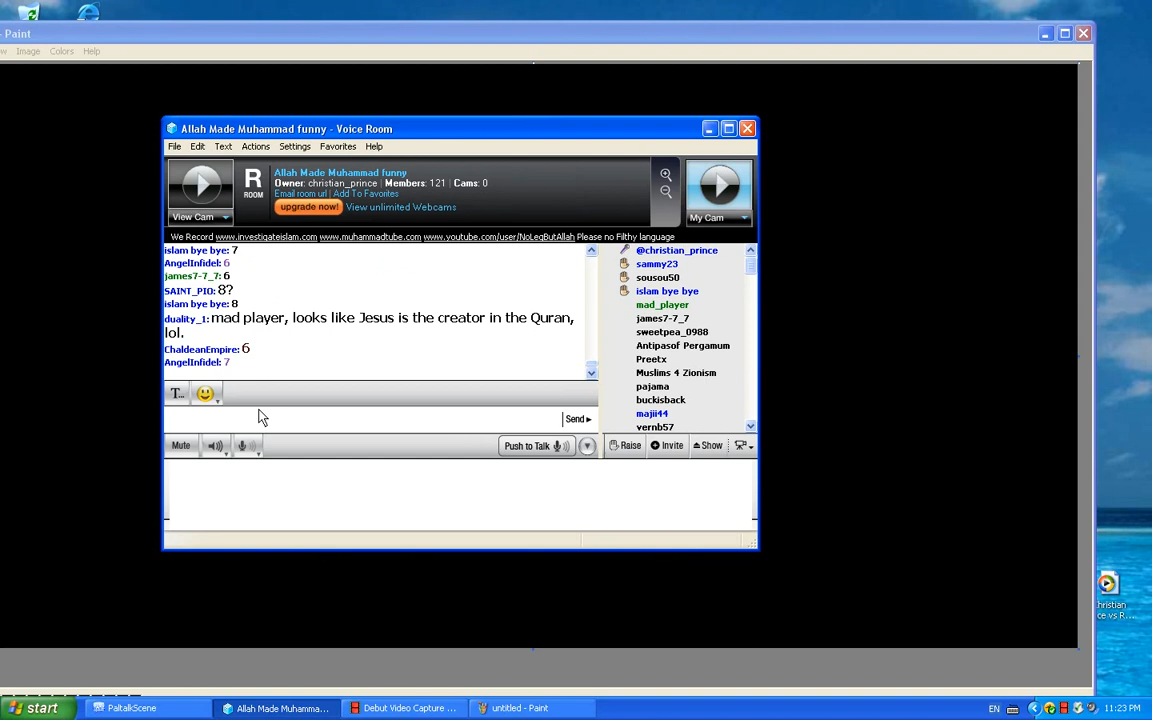 - Paint
w Image Colors Help
Allah Made Muhammad funny - Voice Room
File Edit Text Actions Settings Favorites Help
View Cam
R
ROOM
Allah Made Muhammad funny
Owner: christian_prince | Members: 121 | Cams: 0
Email room url | Add To Favorites
upgrade now! View unlimited Webcams
My Cam
We Record www.investigateislam.com www.muhammadtube.com www.youtube.com/user/NoLeqButAllah Please no Filthy language
islam bye bye: 7
AngelInfidel: 6
james7-7_7: 6
SAINT_PIO: 8?
islam bye bye: 8
duality_1: mad player, looks like Jesus is the creator in the Quran,
lol.
ChaldeanEmpire: 6
AngelInfidel: 7
@christian_prince
sammy23
sousou50
islam bye bye
mad_player
james7-7_7
sweetpea_0988
Antipasof Pergamum
Preetx
Muslims 4 Zionism
pajama
buckisback
majii44
vernb57
T...
Send
Mute
Push to Talk
Raise Invite Show
hristian
ce vs R...
start PaltalkScene Allah Made Muhamma... Debut Video Capture ... untitled - Paint EN 11:23 PM